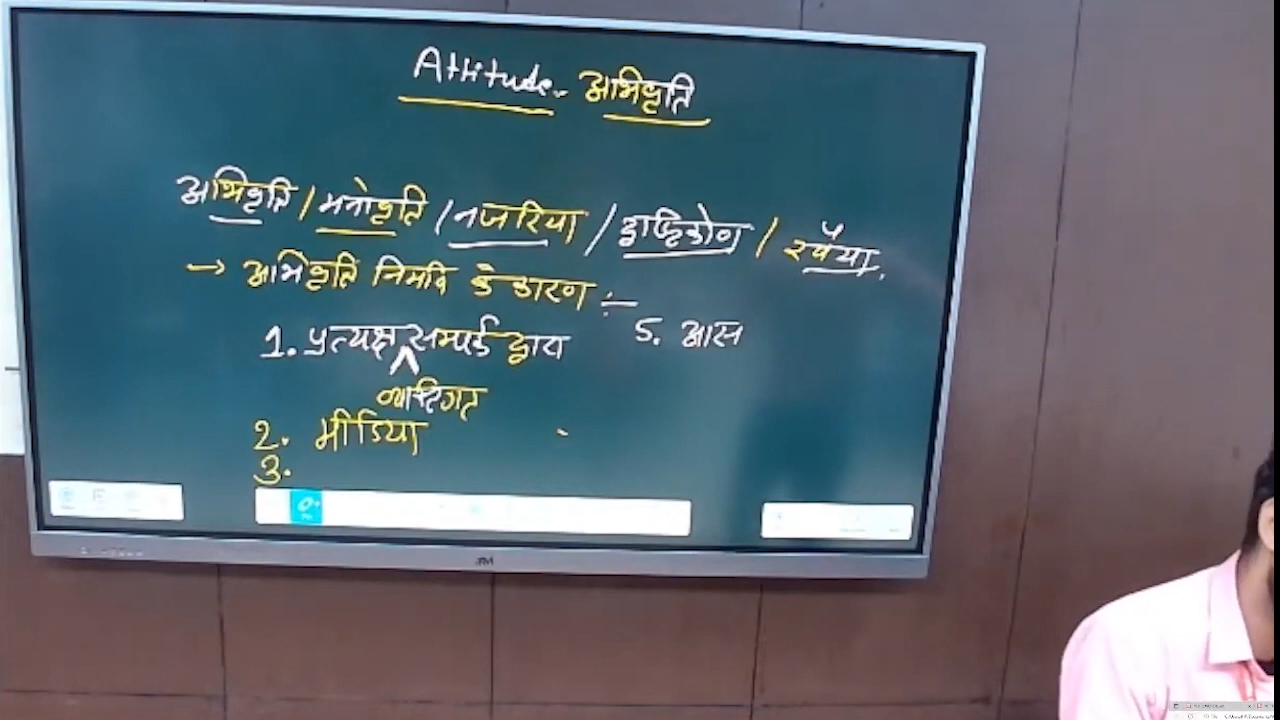 Attitude - अभिवृति
अभिवृति / मनोवृति / नजरिया / दृष्टिकोण / रवैया
→ अभिवृति निर्माण के कारण :-
1. प्रत्यक्ष सम्पर्क द्वारा
व्यक्तिगत
2. मीडिया
3.
5. आस